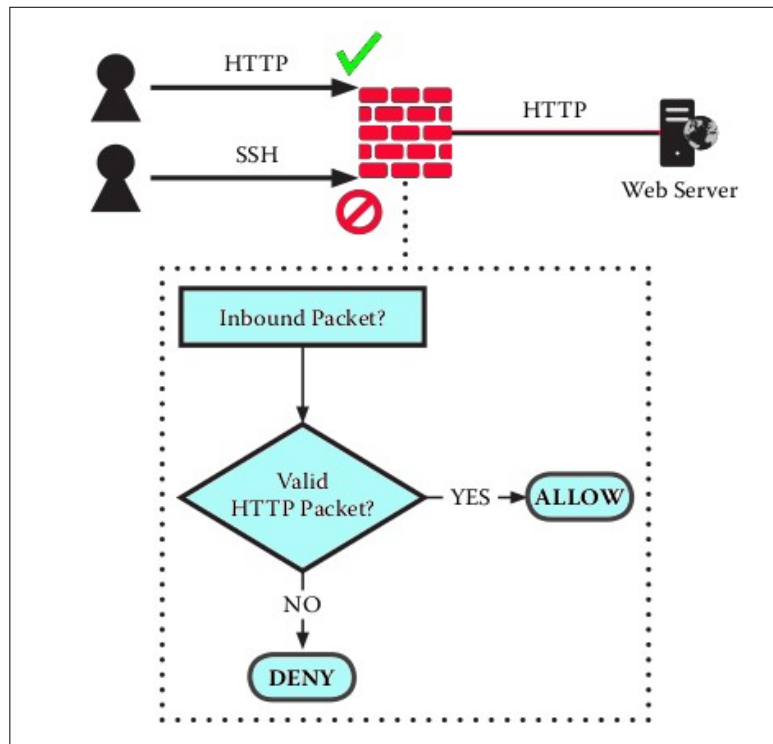 HTTP
HTTP
SSH
Web Server
Inbound Packet?
Valid
HTTP Packet?
YES
ALLOW
NO
DENY